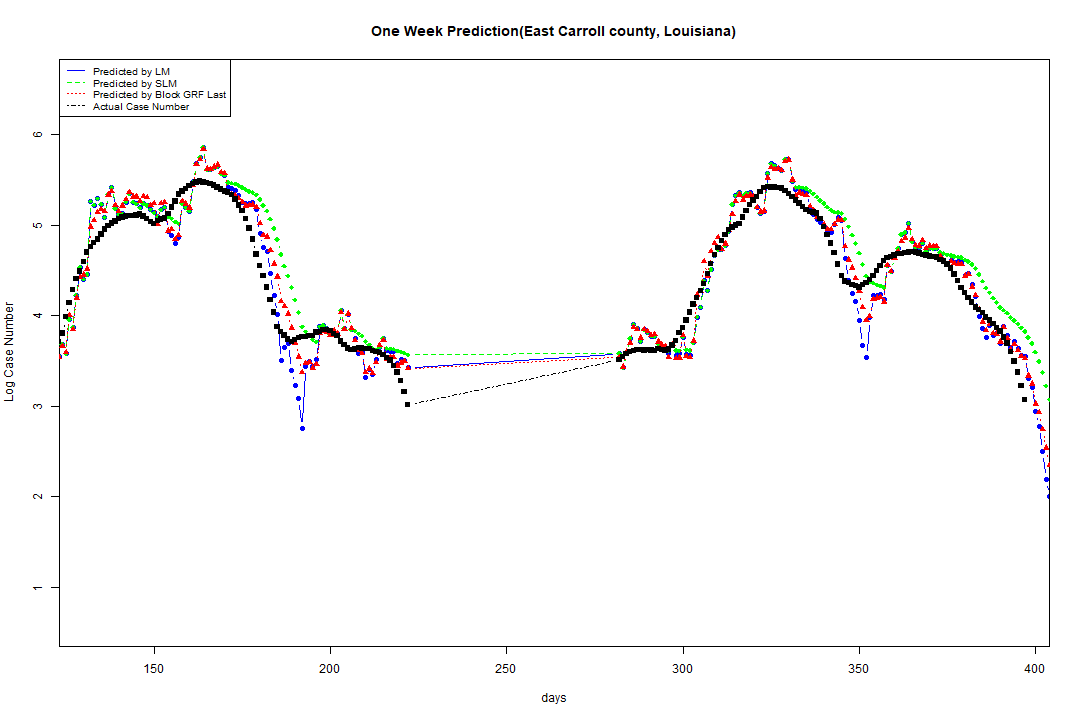 One Week Prediction(East Carroll county, Louisiana)
Predicted by LM
Predicted by SLM
Predicted by Block GRF Last
Actual Case Number
Log Case Number
6
5
4
3
2
1
150 200 250 300 350 400
days